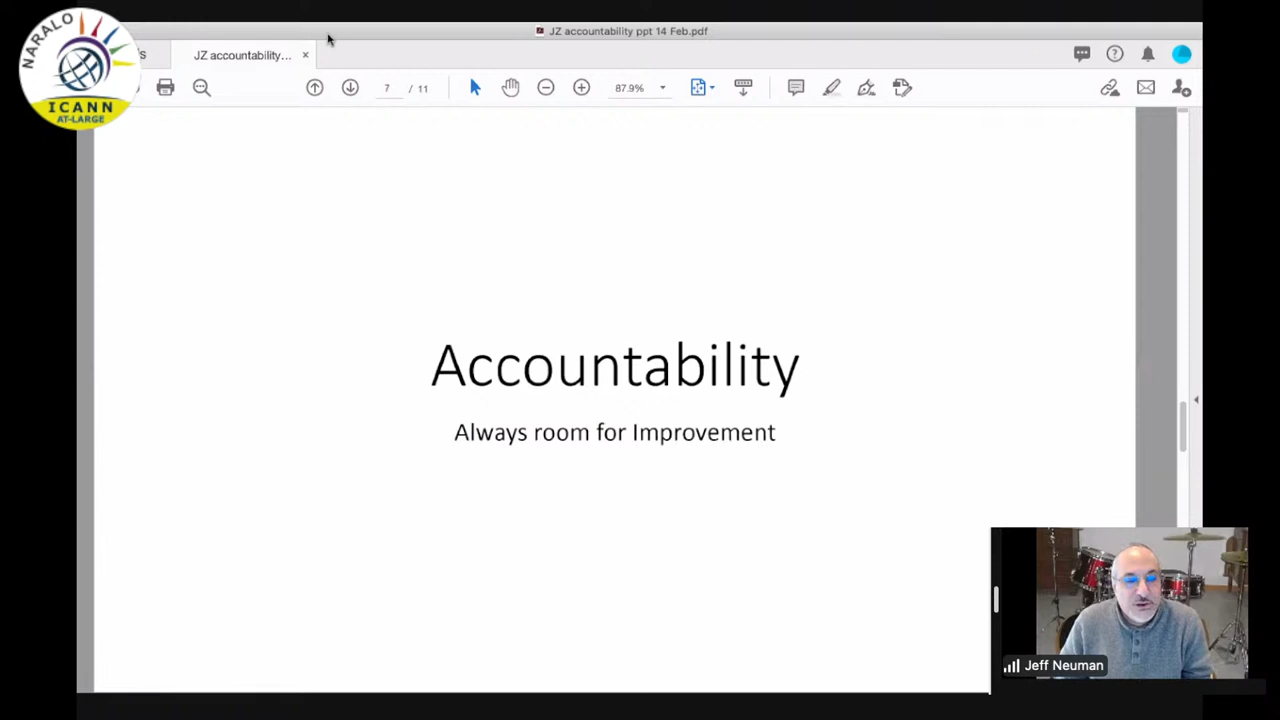 NARALO
ICANN
AT-LARGE
JZ accountability ppt 14 Feb.pdf
s
JZ accountability...
7 / 11
87.9%
Accountability
Always room for Improvement
Jeff Neuman